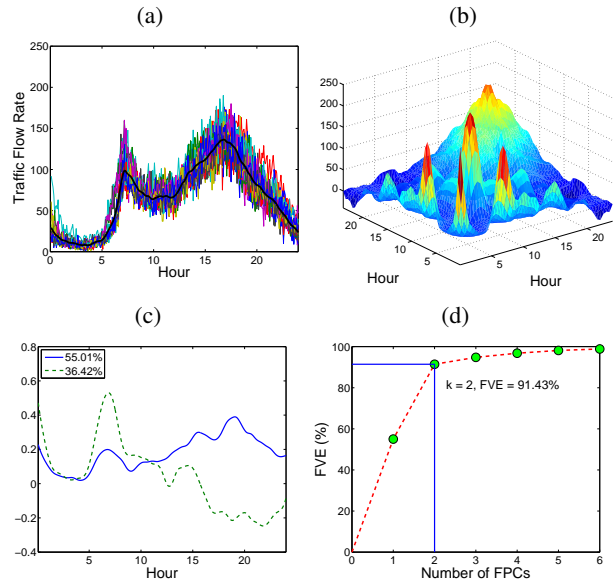 (a)
250
200
150
100
50
0
0 5 10 15 20
Traffic Flow Rate
Hour
(b)
250
200
150
100
50
0
20
15
10
5
5
10
15
20
Hour
Hour
(c)
0.8
0.6
0.4
0.2
0
−0.2
−0.4
55.01%
36.42%
0 5 10 15 20
Hour
(d)
100
80
60
40
20
0
FVE (%)
k = 2, FVE = 91.43%
0 1 2 3 4 5 6
Number of FPCs